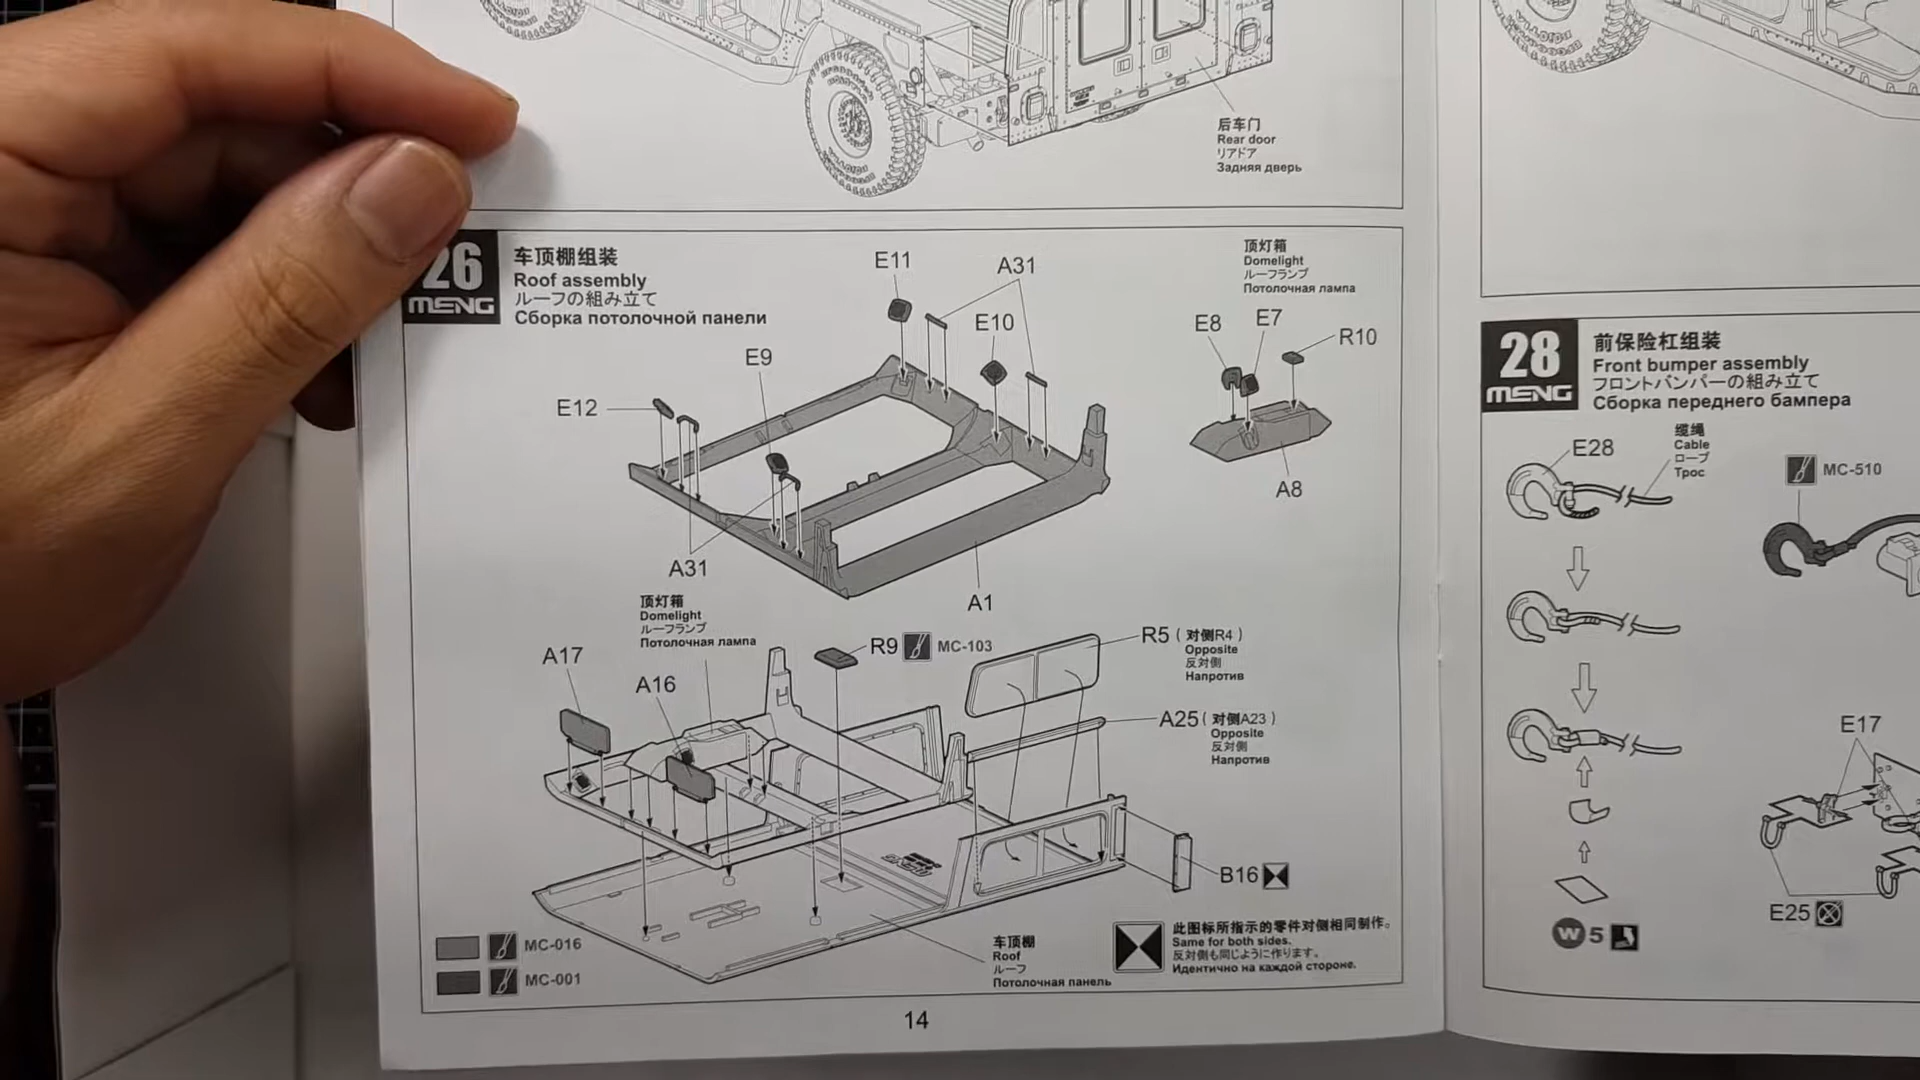 后车门
Rear door
リアドア
Задняя дверь
26
MENG
车顶棚组装
Roof assembly
ルーフの組み立て
Сборка потолочной панели
E11
A31
E10
E9
E12
A31
A1
顶灯箱
Domelight
ルーフランプ
Потолочная лампа
E8
E7
R10
A8
顶灯箱
Domelight
ルーフランプ
Потолочная лампа
A17
A16
R9
MC-103
R5 ( 对侧R4 )
Opposite
反対側
Напротив
A25 ( 对侧A23 )
Opposite
反対側
Напротив
B16
车顶棚
Roof
ルーフ
Потолочная панель
此图标所指示的零件对侧相同制作。
Same for both sides.
反対側も同じように作ります。
Идентично на каждой стороне.
MC-016
MC-001
14
28
MENG
前保险杠组装
Front bumper assembly
フロントバンパーの組み立て
Сборка переднего бампера
E28
缆绳
Cable
ロープ
Трос
MC-510
E17
E25
W 5